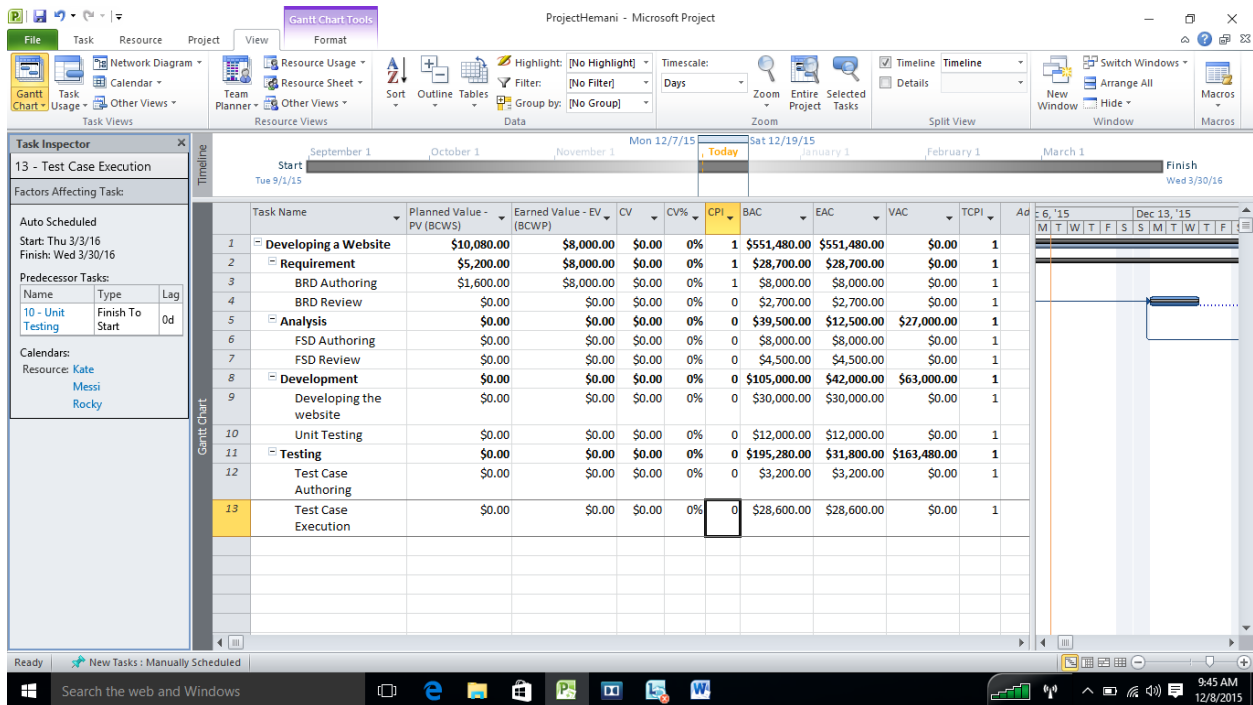 ProjectHemani - Microsoft Project
Gantt Chart Tools
File Task Resource Project View Format
Gantt Chart
Task Usage
Network Diagram
Calendar
Other Views
Task Views
Team Planner
Resource Usage
Resource Sheet
Other Views
Resource Views
Sort
Outline
Tables
Highlight: [No Highlight]
Filter: [No Filter]
Group by: [No Group]
Data
Timescale:
Days
Zoom
Entire Project
Selected Tasks
Zoom
Timeline Timeline
Details
Split View
New Window
Switch Windows
Arrange All
Hide
Window
Macros
Macros
Task Inspector
13 - Test Case Execution
Factors Affecting Task:
Auto Scheduled
Start: Thu 3/3/16
Finish: Wed 3/30/16
Predecessor Tasks:
Name Type Lag
10 - Unit Testing Finish To Start 0d
Calendars:
Resource: Kate
Messi
Rocky
Timeline
Mon 12/7/15 Sat 12/19/15
September 1 October 1 November 1 Today January 1 February 1 March 1
Start
Tue 9/1/15
Finish
Wed 3/30/16
Gantt Chart
Task Name Planned Value - PV (BCWS) Earned Value - EV (BCWP) CV CV% CPI BAC EAC VAC TCPI Ad
6, '15 Dec 13, '15
M T W T F S S M T W T F S
1 Developing a Website $10,080.00 $8,000.00 $0.00 0% 1 $551,480.00 $551,480.00 $0.00 1
2 Requirement $5,200.00 $8,000.00 $0.00 0% 1 $28,700.00 $28,700.00 $0.00 1
3 BRD Authoring $1,600.00 $8,000.00 $0.00 0% 1 $8,000.00 $8,000.00 $0.00 1
4 BRD Review $0.00 $0.00 $0.00 0% 0 $2,700.00 $2,700.00 $0.00 1
5 Analysis $0.00 $0.00 $0.00 0% 0 $39,500.00 $12,500.00 $27,000.00 1
6 FSD Authoring $0.00 $0.00 $0.00 0% 0 $8,000.00 $8,000.00 $0.00 1
7 FSD Review $0.00 $0.00 $0.00 0% 0 $4,500.00 $4,500.00 $0.00 1
8 Development $0.00 $0.00 $0.00 0% 0 $105,000.00 $42,000.00 $63,000.00 1
9 Developing the website $0.00 $0.00 $0.00 0% 0 $30,000.00 $30,000.00 $0.00 1
10 Unit Testing $0.00 $0.00 $0.00 0% 0 $12,000.00 $12,000.00 $0.00 1
11 Testing $0.00 $0.00 $0.00 0% 0 $195,280.00 $31,800.00 $163,480.00 1
12 Test Case Authoring $0.00 $0.00 $0.00 0% 0 $3,200.00 $3,200.00 $0.00 1
13 Test Case Execution $0.00 $0.00 $0.00 0% 0 $28,600.00 $28,600.00 $0.00 1
Ready New Tasks : Manually Scheduled
Search the web and Windows
9:45 AM
12/8/2015